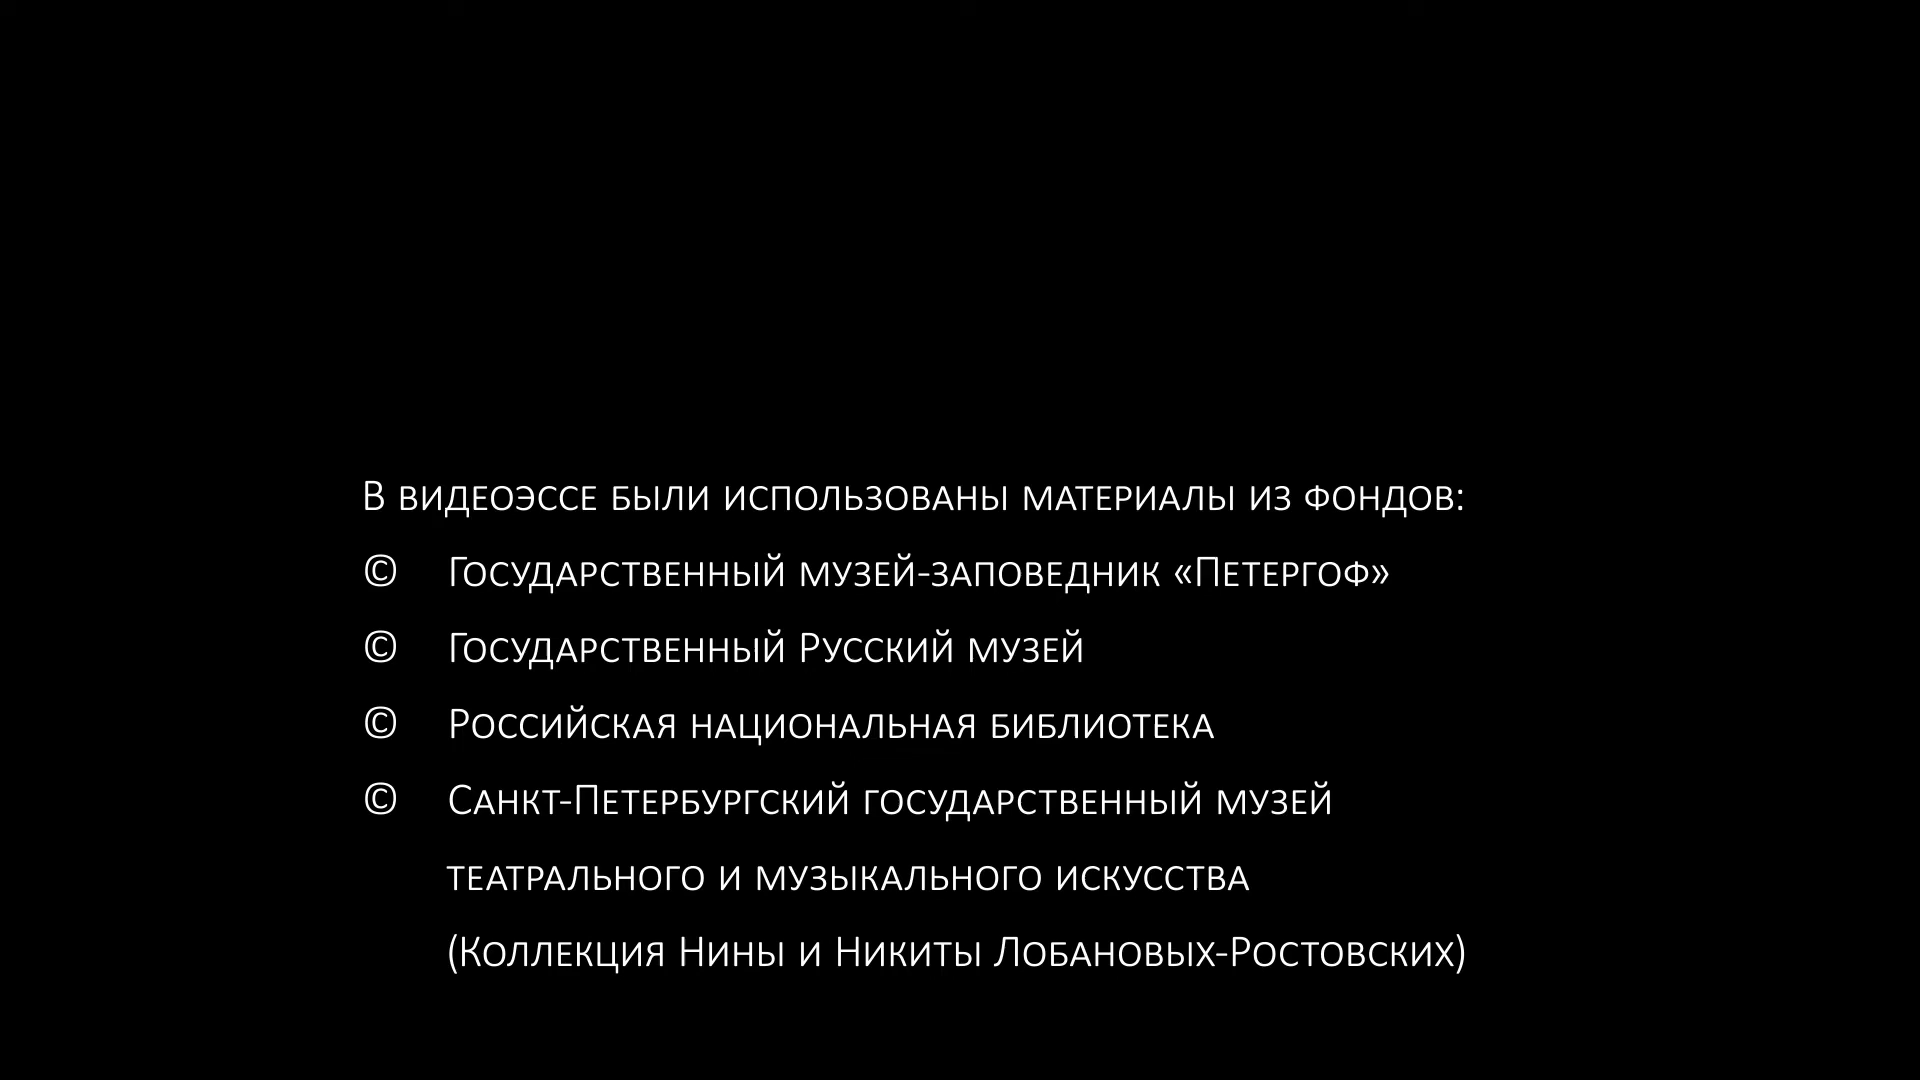 В видеоэссе были использованы материалы из фондов:
© Государственный музей-заповедник «Петергоф»
© Государственный Русский музей
© Российская национальная библиотека
© Санкт-Петербургский государственный музей
театрального и музыкального искусства
(Коллекция Нины и Никиты Лобановых-Ростовских)